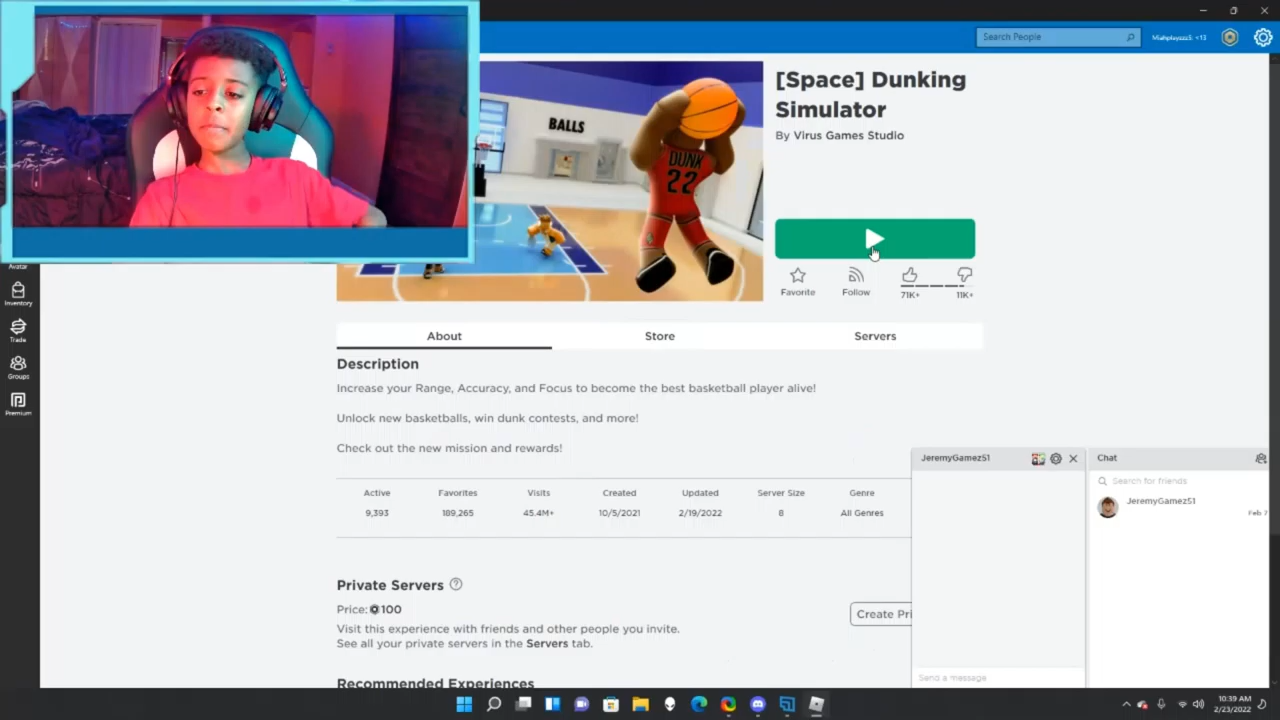 Search People
Miahplayzzz5: <13
[Space] Dunking
Simulator
By Virus Games Studio
BALLS
DUNK
22
Favorite
Follow
71K+
11K+
Avatar
Inventory
Trade
Groups
Premium
About
Store
Servers
Description
Increase your Range, Accuracy, and Focus to become the best basketball player alive!
Unlock new basketballs, win dunk contests, and more!
Check out the new mission and rewards!
Active
Favorites
Visits
Created
Updated
Server Size
Genre
9,393
189,265
45.4M+
10/5/2021
2/19/2022
8
All Genres
Private Servers
Price: 100
Visit this experience with friends and other people you invite.
See all your private servers in the Servers tab.
Create Pri
Recommended Experiences
JeremyGamez51
Send a message
Chat
Search for friends
JeremyGamez51
Feb 7
10:39 AM
2/23/2022